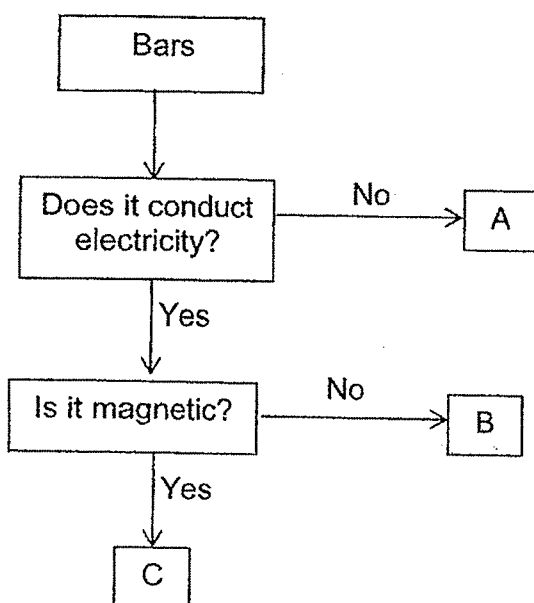 Bars
Does it conduct
electricity?
No
A
Yes
Is it magnetic?
No
B
Yes
C